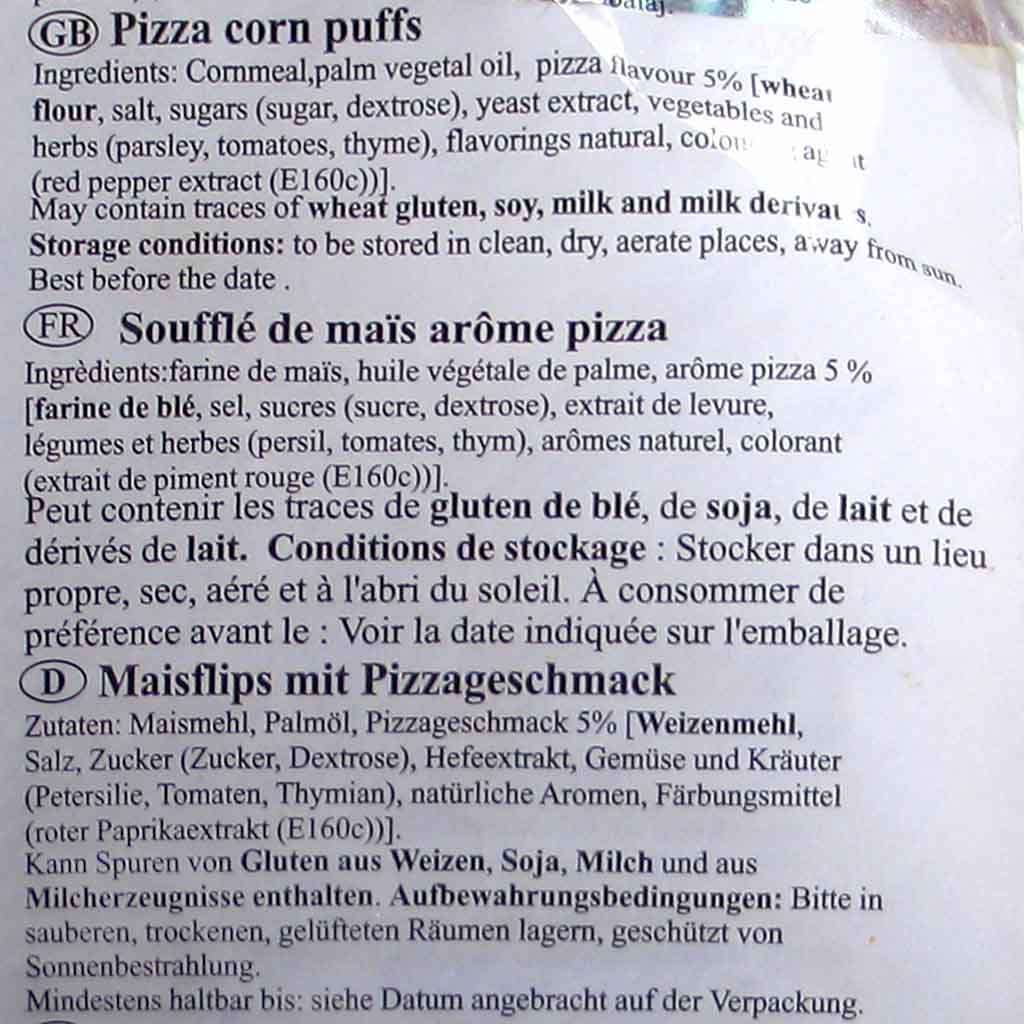 GB Pizza corn puffs
Ingredients: Cornmeal,palm vegetal oil, pizza flavour 5% [wheat
flour, salt, sugars (sugar, dextrose), yeast extract, vegetables and
herbs (parsley, tomatoes, thyme), flavorings natural,
(red pepper extract (E160c))].
May contain traces of wheat gluten, soy, milk and milk
Storage conditions: to be stored in clean, dry, aerate places, away from sun.
Best before the date .
FR Soufflé de maïs arôme pizza
Ingrèdients:farine de maïs, huile végétale de palme, arôme pizza 5 %
[farine de blé, sel, sucres (sucre, dextrose), extrait de levure,
légumes et herbes (persil, tomates, thym), arômes naturel, colorant
(extrait de piment rouge (E160c))].
Peut contenir les traces de gluten de blé, de soja, de lait et de
dérivés de lait. Conditions de stockage : Stocker dans un lieu
propre, sec, aéré et à l'abri du soleil. À consommer de
préférence avant le : Voir la date indiquée sur l'emballage.
D Maisflips mit Pizzageschmack
Zutaten: Maismehl, Palmöl, Pizzageschmack 5% [Weizenmehl,
Salz, Zucker (Zucker, Dextrose), Hefeextrakt, Gemüse und Kräuter
(Petersilie, Tomaten, Thymian), natürliche Aromen, Färbungsmittel
(roter Paprikaextrakt (E160c))].
Kann Spuren von Gluten aus Weizen, Soja, Milch und aus
Milcherzeugnisse enthalten. Aufbewahrungsbedingungen: Bitte in
sauberen, trockenen, gelüfteten Räumen lagern, geschützt von
Sonnenbestrahlung.
Mindestens haltbar bis: siehe Datum angebracht auf der Verpackung.